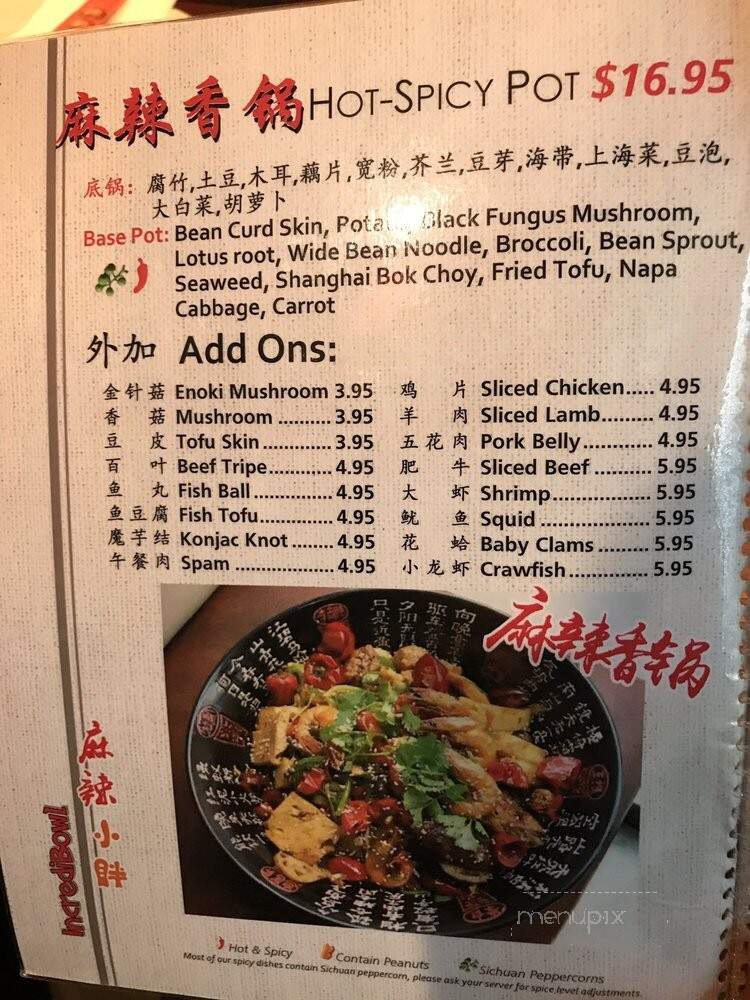 麻辣香锅 HOT-SPICY POT $16.95
底锅: 腐竹,土豆,木耳,藕片,宽粉,芥兰,豆芽,海带,上海菜,豆泡,
大白菜,胡萝卜
Base Pot: Bean Curd Skin, Black Fungus Mushroom,
Lotus root, Wide Bean Noodle, Broccoli, Bean Sprout,
Seaweed, Shanghai Bok Choy, Fried Tofu, Napa
Cabbage, Carrot
外加 Add Ons:
金针菇 Enoki Mushroom 3.95
香菇 Mushroom .......... 3.95
豆皮 Tofu Skin ............. 3.95
百叶 Beef Tripe............ 4.95
鱼丸 Fish Ball .............. 4.95
鱼豆腐 Fish Tofu............. 4.95
魔芋结 Konjac Knot ........ 4.95
午餐肉 Spam ................. 4.95
鸡片 Sliced Chicken..... 4.95
羊肉 Sliced Lamb......... 4.95
五花肉 Pork Belly............ 4.95
肥牛 Sliced Beef .......... 5.95
大虾 Shrimp................. 5.95
鱿鱼 Squid ................... 5.95
花蛤 Baby Clams ......... 5.95
小龙虾 Crawfish.............. 5.95
麻辣香锅
麻辣小喆
IncrediBowl
menupix
Hot & Spicy Contain Peanuts Sichuan Peppercorns
Most of our spicy dishes contain Sichuan peppercorn, please ask your server for spice level adjustments.